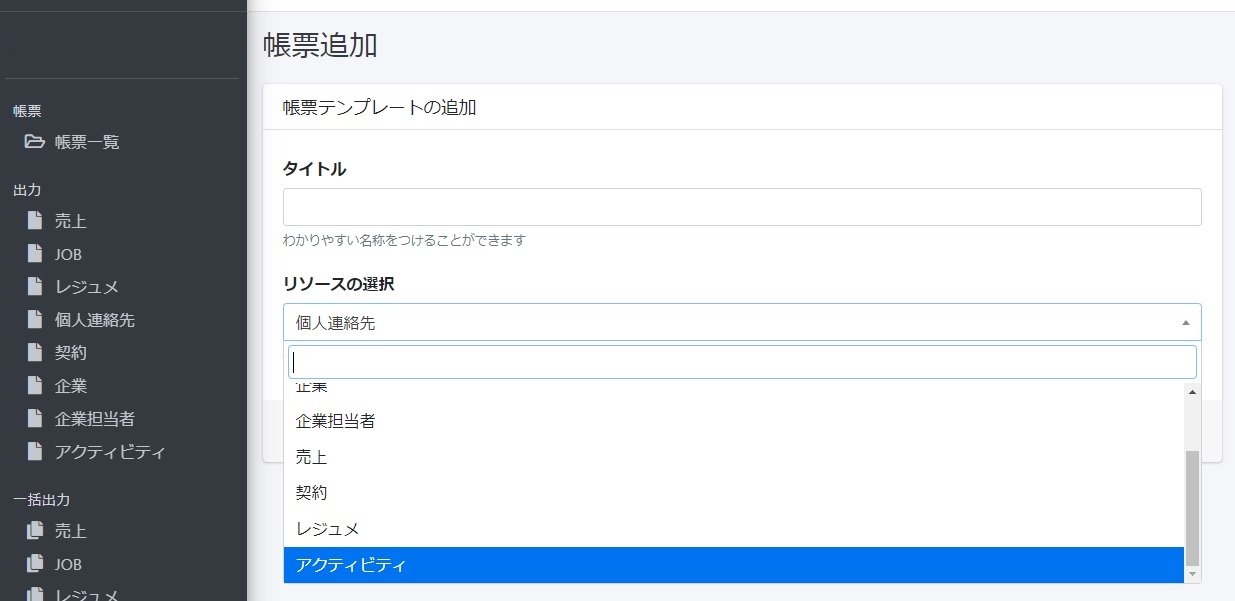 帳票
帳票一覧
出力
売上
JOB
レジュメ
個人連絡先
契約
企業
企業担当者
アクティビティ
一括出力
売上
JOB
レジュメ
帳票追加
帳票テンプレートの追加
タイトル
わかりやすい名称をつけることができます
リソースの選択
個人連絡先
企業
企業担当者
売上
契約
レジュメ
アクティビティ